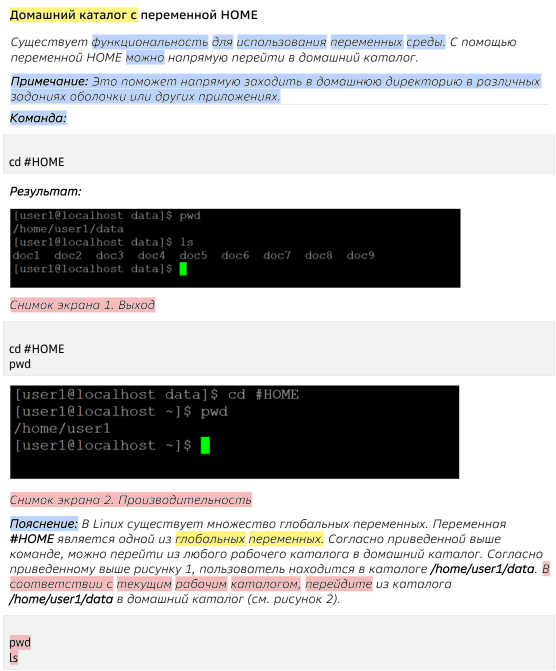 Домашний каталог с переменной HOME
Существует функциональность для использования переменных среды. С помощью
переменной HOME можно напрямую перейти в домашний каталог.
Примечание: Это поможет напрямую заходить в домашнюю директорию в различных
заданиях оболочки или других приложениях.
Команда:
cd #HOME
Результат:
[user1@localhost data]$ pwd
/home/user1/data
[user1@localhost data]$ ls
doc1 doc2 doc3 doc4 doc5 doc6 doc7 doc8 doc9
[user1@localhost data]$
Снимок экрана 1. Выход
cd #HOME
pwd
[user1@localhost data]$ cd #HOME
[user1@localhost ~]$ pwd
/home/user1
[user1@localhost ~]$
Снимок экрана 2. Производительность
Пояснение: В Linux существует множество глобальных переменных. Переменная
#HOME является одной из глобальных переменных. Согласно приведенной выше
команде, можно перейти из любого рабочего каталога в домашний каталог. Согласно
приведенному выше рисунку 1, пользователь находится в каталоге /home/user1/data. В
соответствии с текущим рабочим каталогом, перейдите из каталога
/home/user1/data в домашний каталог (см. рисунок 2).
pwd
ls